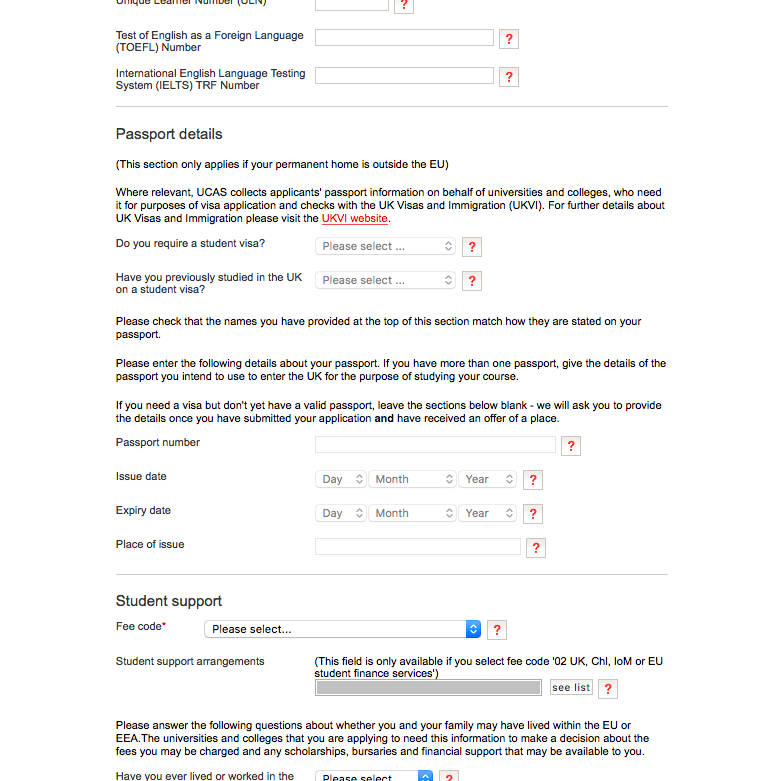 Unique Learner Number (ULN)
?
Test of English as a Foreign Language
(TOEFL) Number
?
International English Language Testing
System (IELTS) TRF Number
?
Passport details
(This section only applies if your permanent home is outside the EU)
Where relevant, UCAS collects applicants' passport information on behalf of universities and colleges, who need
it for purposes of visa application and checks with the UK Visas and Immigration (UKVI). For further details about
UK Visas and Immigration please visit the UKVI website.
Do you require a student visa?
Please select ...
?
Have you previously studied in the UK
on a student visa?
Please select ...
?
Please check that the names you have provided at the top of this section match how they are stated on your
passport.
Please enter the following details about your passport. If you have more than one passport, give the details of the
passport you intend to use to enter the UK for the purpose of studying your course.
If you need a visa but don't yet have a valid passport, leave the sections below blank - we will ask you to provide
the details once you have submitted your application and have received an offer of a place.
Passport number
?
Issue date
Day Month Year ?
Expiry date
Day Month Year ?
Place of issue
?
Student support
Fee code*
Please select...
?
Student support arrangements
(This field is only available if you select fee code '02 UK, ChI, IoM or EU
student finance services')
see list ?
Please answer the following questions about whether you and your family may have lived within the EU or
EEA.The universities and colleges that you are applying to need this information to make a decision about the
fees you may be charged and any scholarships, bursaries and financial support that may be available to you.
Have you ever lived or worked in the
Please select
?